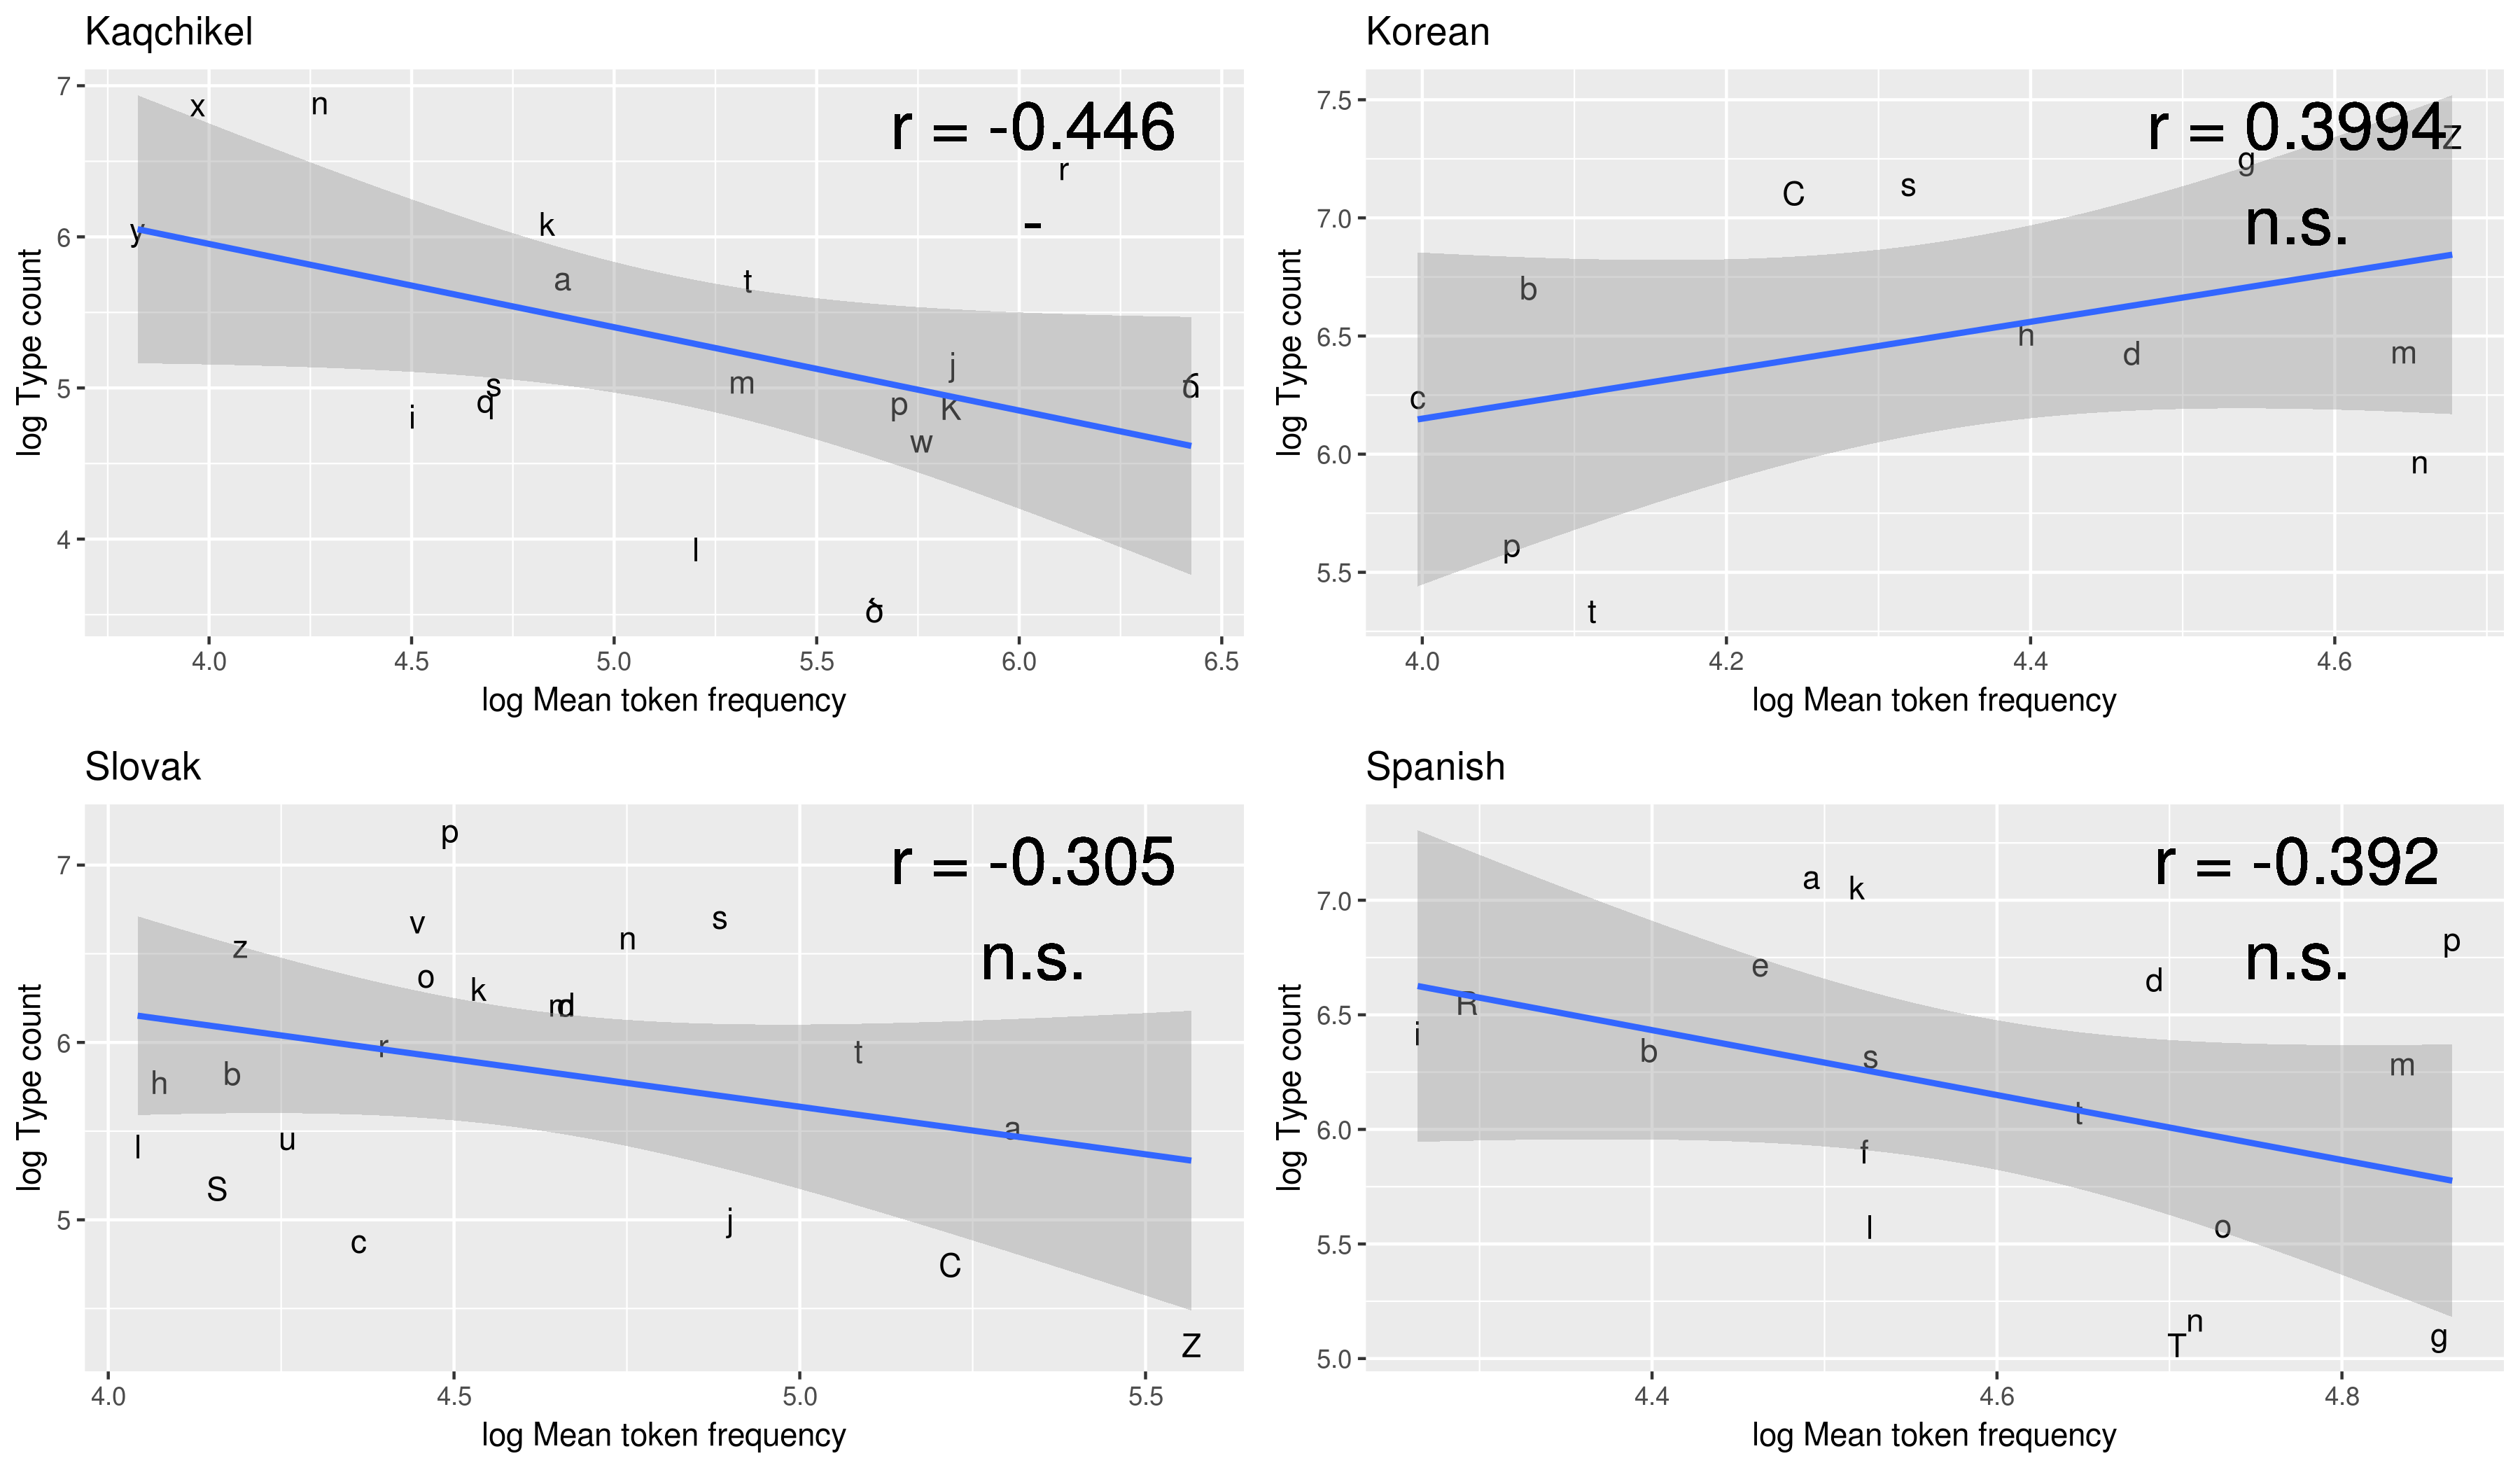 Kaqchikel
r = -0.446
-
x
n
r
y
k
a
t
j
ɓ
s
m
q
i
p
K
w
l
ð
7
6
5
4
4.0 4.5 5.0 5.5 6.0 6.5
log Type count
log Mean token frequency
Korean
r = 0.3994
n.s.
z
g
C
s
b
h
d
m
c
n
p
t
7.5
7.0
6.5
6.0
5.5
4.0 4.2 4.4 4.6
log Type count
log Mean token frequency
Slovak
r = -0.305
n.s.
p
v
s
n
z
o
k
m
d
r
t
b
h
a
u
l
S
j
c
C
Z
7
6
5
4.0 4.5 5.0 5.5
log Type count
log Mean token frequency
Spanish
r = -0.392
n.s.
a
k
p
e
d
R
i
b
s
m
t
f
l
o
n
T
g
7.0
6.5
6.0
5.5
5.0
4.4 4.6 4.8
log Type count
log Mean token frequency